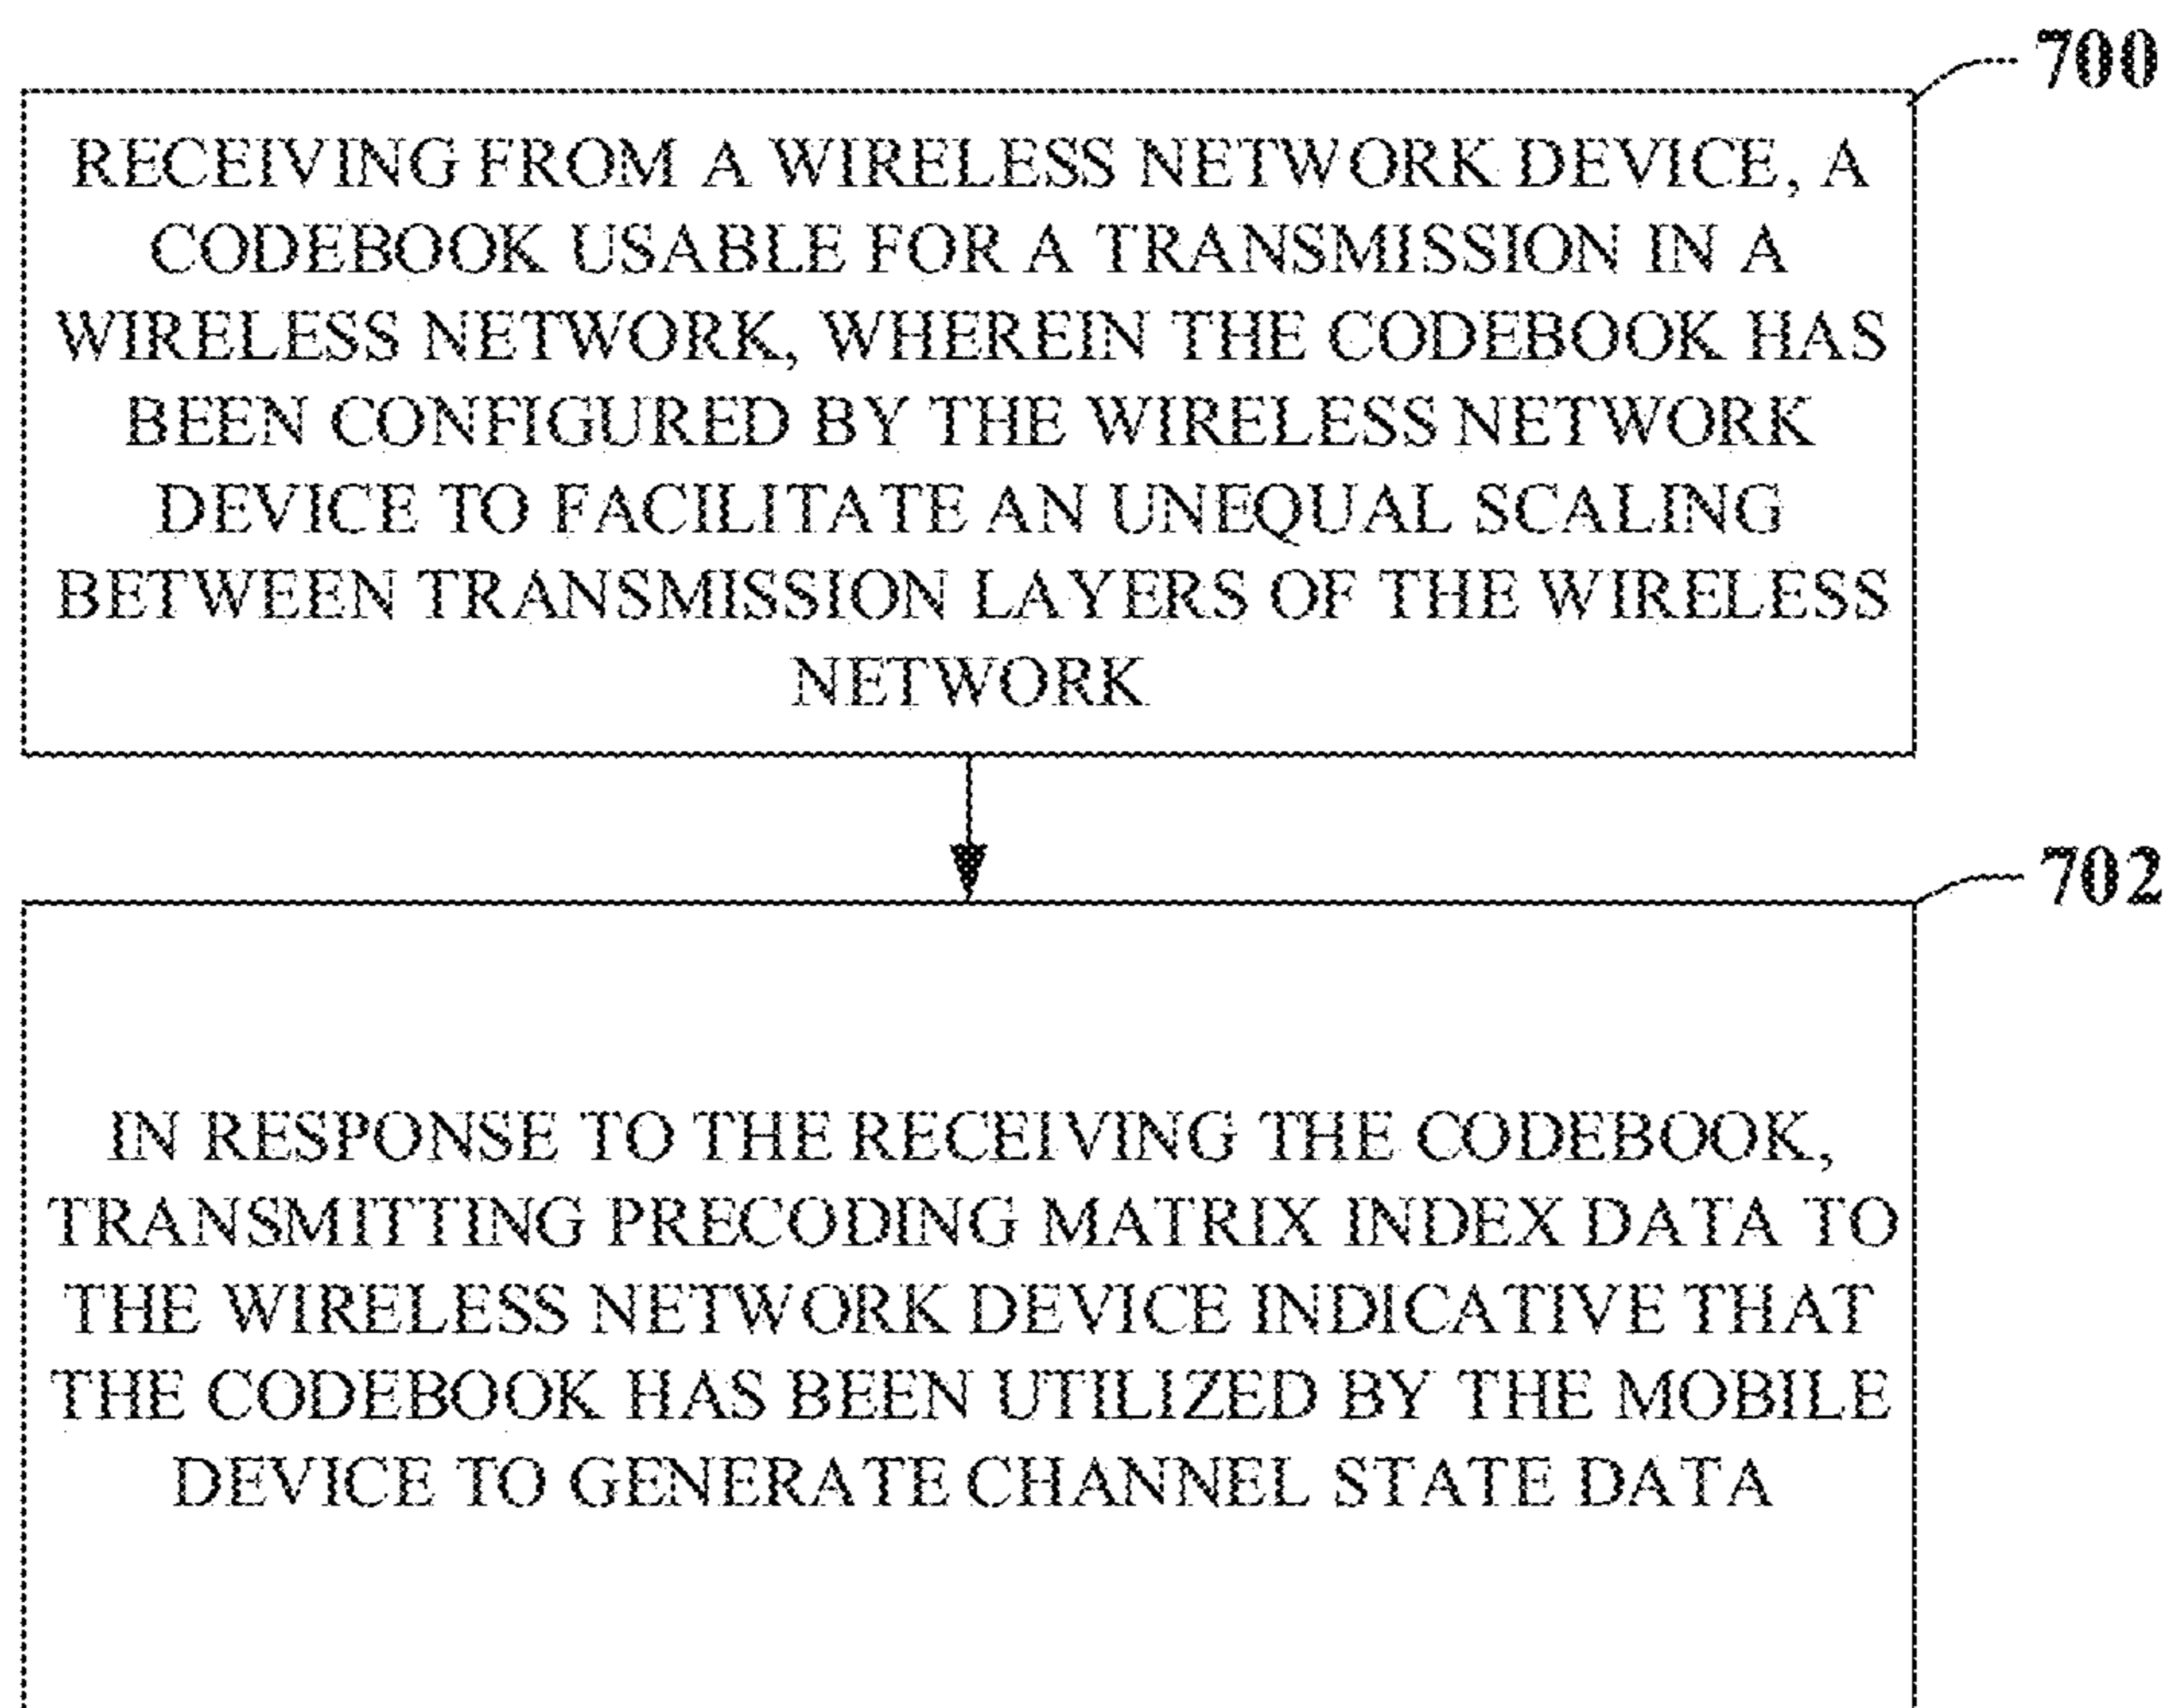 700
RECEIVING FROM A WIRELESS NETWORK DEVICE, A
CODEBOOK USABLE FOR A TRANSMISSION IN A
WIRELESS NETWORK, WHEREIN THE CODEBOOK HAS
BEEN CONFIGURED BY THE WIRELESS NETWORK
DEVICE TO FACILITATE AN UNEQUAL SCALING
BETWEEN TRANSMISSION LAYERS OF THE WIRELESS
NETWORK
702
IN RESPONSE TO THE RECEIVING THE CODEBOOK,
TRANSMITTING PRECODING MATRIX INDEX DATA TO
THE WIRELESS NETWORK DEVICE INDICATIVE THAT
THE CODEBOOK HAS BEEN UTILIZED BY THE MOBILE
DEVICE TO GENERATE CHANNEL STATE DATA